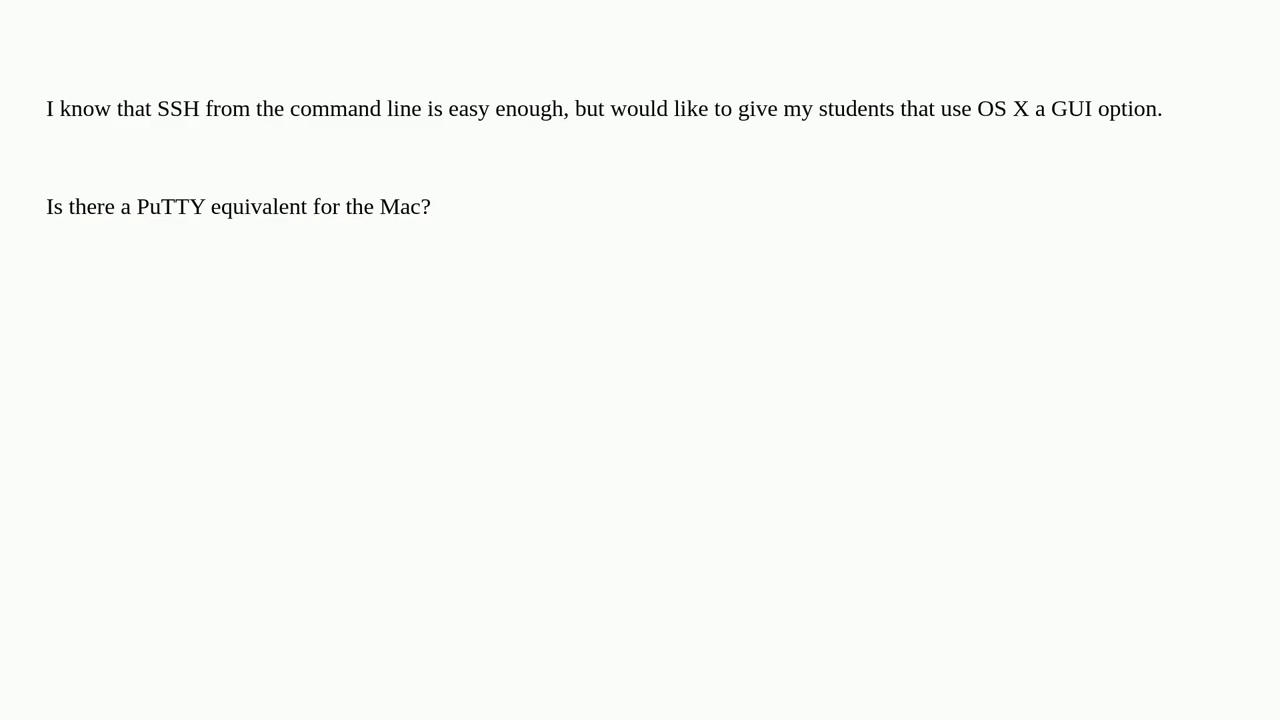 I know that SSH from the command line is easy enough, but would like to give my students that use OS X a GUI option.
Is there a PuTTY equivalent for the Mac?